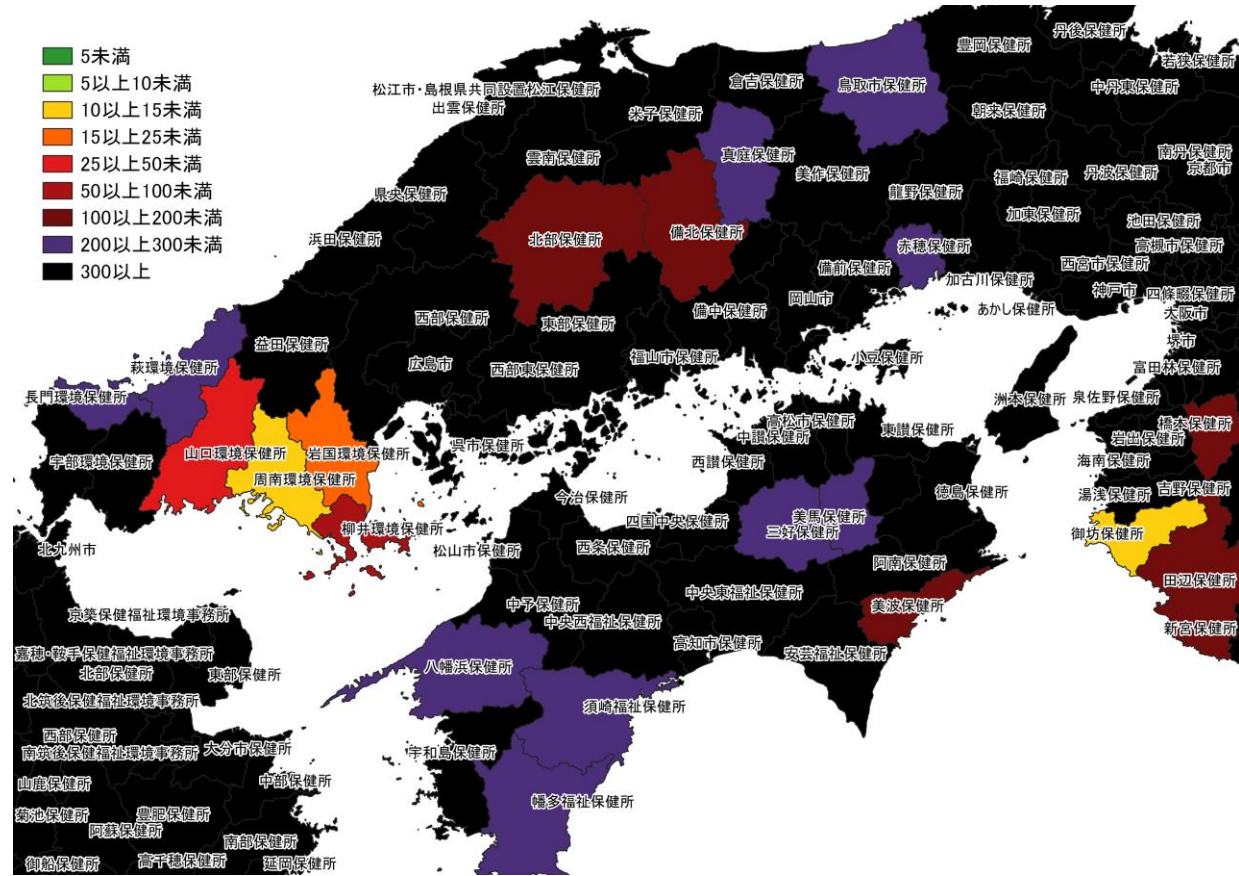 5未満
5以上10未満
10以上15未満
15以上25未満
25以上50未満
50以上100未満
100以上200未満
200以上300未満
300以上
丹後保健所
豊岡保健所
若狭保健所
倉吉保健所
鳥取市保健所
中丹東保健所
松江市・島根県共同設置松江保健所
出雲保健所
米子保健所
朝来保健所
雲南保健所
真庭保健所
美作保健所
南丹保健所
京都市
県央保健所
龍野保健所
福崎保健所
丹波保健所
加東保健所
池田保健所
浜田保健所
北部保健所
備北保健所
赤穂保健所
高槻市保健所
西宮市保健所
備前保健所
加古川保健所
神戸市
四條畷保健所
岡山市
あかし保健所
大阪市
備中保健所
西部保健所
東部保健所
堺市
益田保健所
広島市
西部東保健所
福山市保健所
小豆保健所
富田林保健所
萩環境保健所
長門環境保健所
洲本保健所
泉佐野保健所
橋本保健所
高松市保健所
中讃保健所
東讃保健所
岩出保健所
呉市保健所
山口環境保健所
岩国環境保健所
宇部環境保健所
西讃保健所
海南保健所
周南環境保健所
今治保健所
徳島保健所
湯浅保健所
吉野保健所
四国中央保健所
美馬保健所
三好保健所
柳井環境保健所
御坊保健所
北九州市
松山市保健所
西条保健所
阿南保健所
田辺保健所
中央東福祉保健所
美波保健所
中予保健所
京築保健福祉環境事務所
中央西福祉保健所
新宮保健所
高知市保健所
安芸福祉保健所
嘉穂・鞍手保健福祉環境事務所
北部保健所
東部保健所
八幡浜保健所
北筑後保健福祉環境事務所
須崎福祉保健所
西部保健所
南筑後保健福祉環境事務所
大分市保健所
宇和島保健所
山鹿保健所
中部保健所
幡多福祉保健所
菊池保健所
豊肥保健所
阿蘇保健所
南部保健所
御船保健所
高千穂保健所
延岡保健所